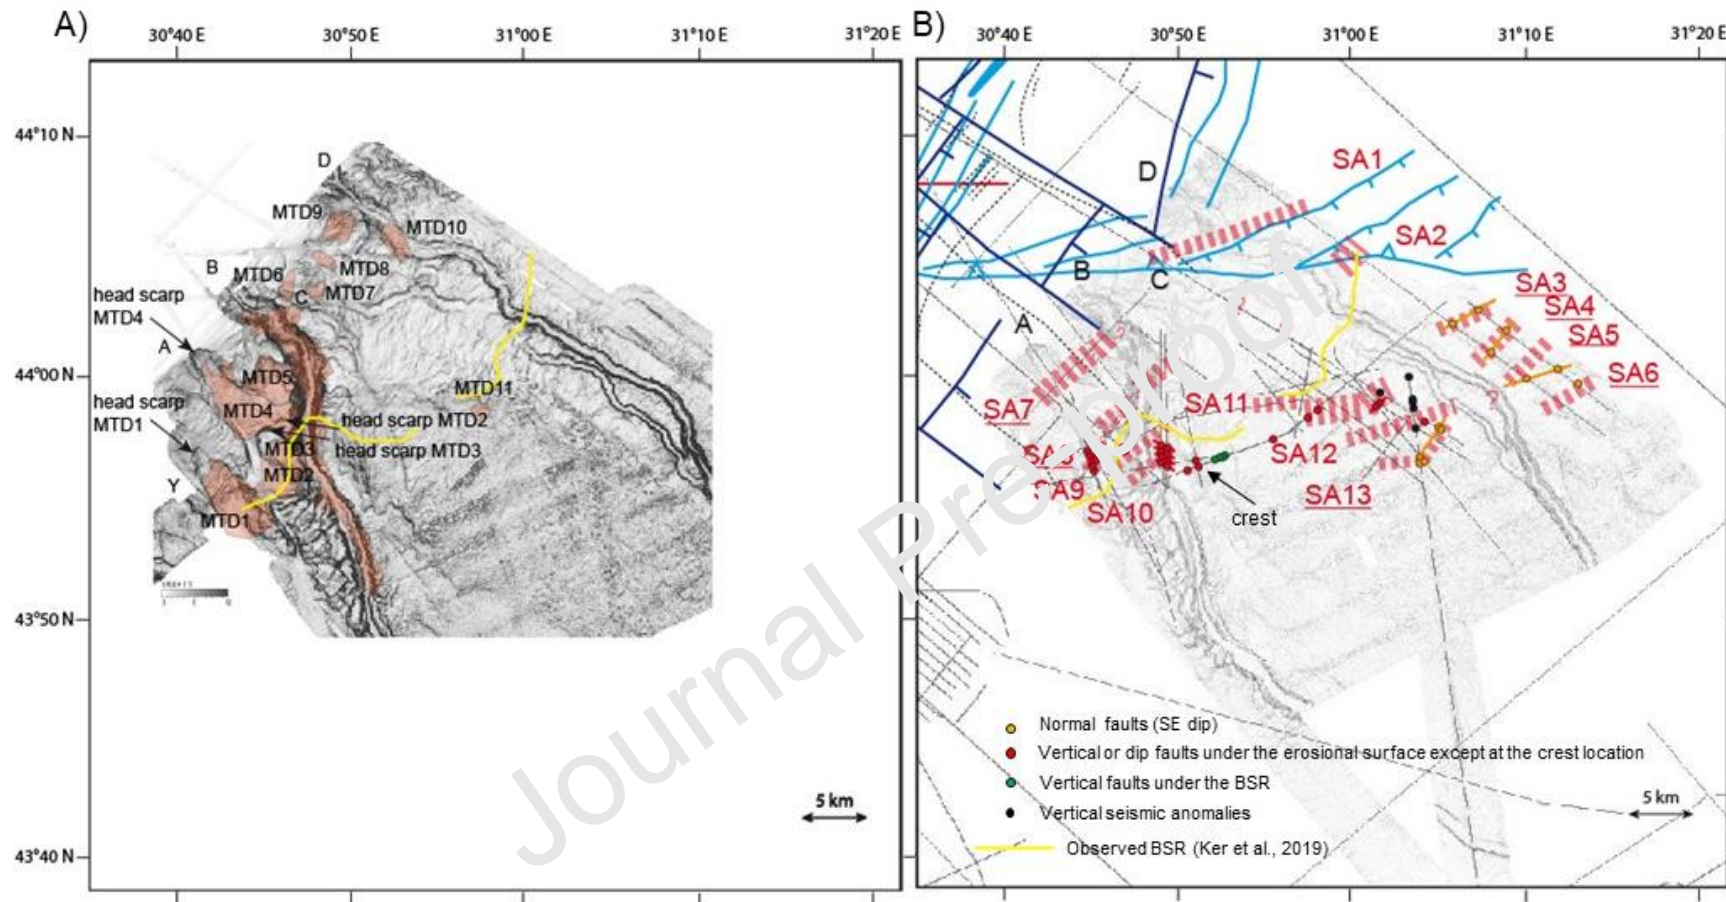 A)
30°40 E
30°50 E
31°00 E
31°10 E
31°20 E
44°10 N
44°00 N
43°50 N
43°40 N
D
MTD9
MTD10
B
MTD6
MTD8
C
MTD7
head scarp
MTD4
A
MTD5
MTD11
head scarp
MTD1
MTD4
head scarp MTD2
MTD3
head scarp MTD3
MTD2
Y
MTD1
5 km
B)
30°40 E
30°50 E
31°00 E
31°10 E
31°20 E
SA1
D
SA2
B
C
SA3
SA4
A
SA5
?
?
SA6
SA7
SA11
?
SA8
SA12
SA9
SA13
SA10
crest
Normal faults (SE dip)
Vertical or dip faults under the erosional surface except at the crest location
Vertical faults under the BSR
Vertical seismic anomalies
Observed BSR (Ker et al., 2019)
5 km
Journal Pre-proof